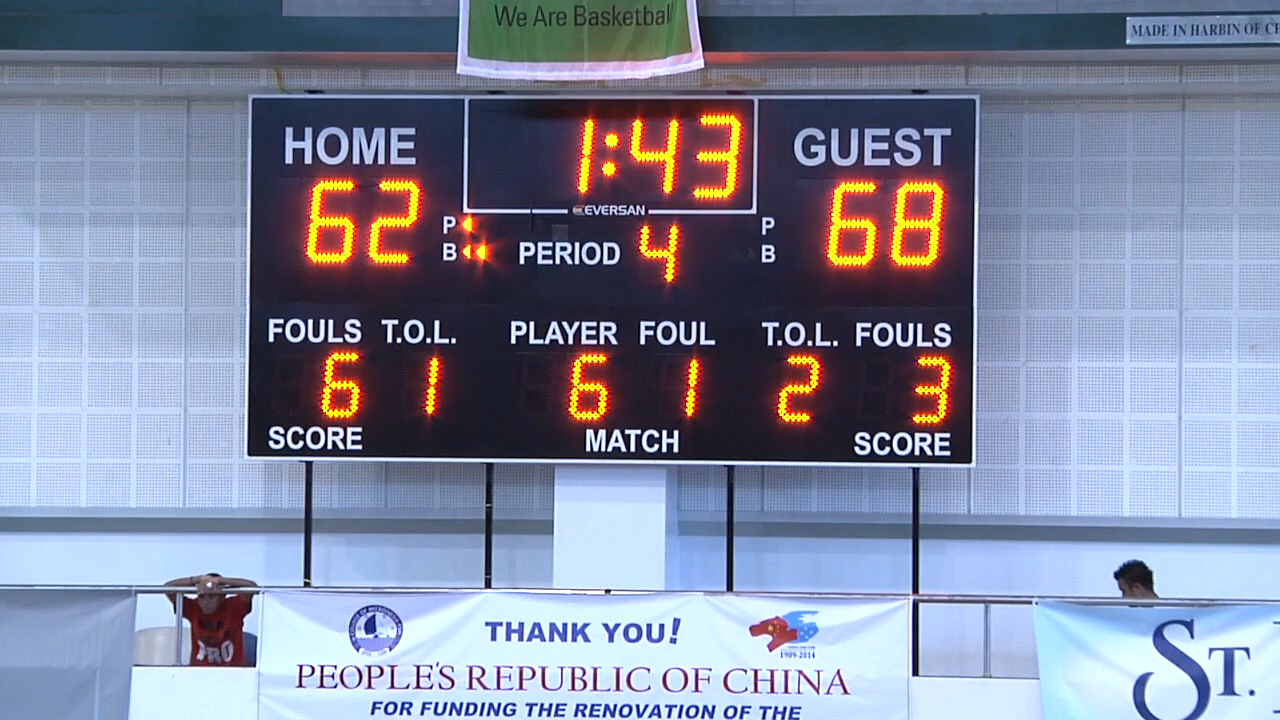 We Are Basketball
MADE IN HARBIN OF
HOME 1:43 GUEST
EVERSAN
62 P PERIOD 4 P 68
B B
FOULS T.O.L. PLAYER FOUL T.O.L. FOULS
6 1 6 1 2 3
SCORE MATCH SCORE
THANK YOU!
1989-2014
PEOPLE'S REPUBLIC OF CHINA
FOR FUNDING THE RENOVATION OF THE
ST.
PRO